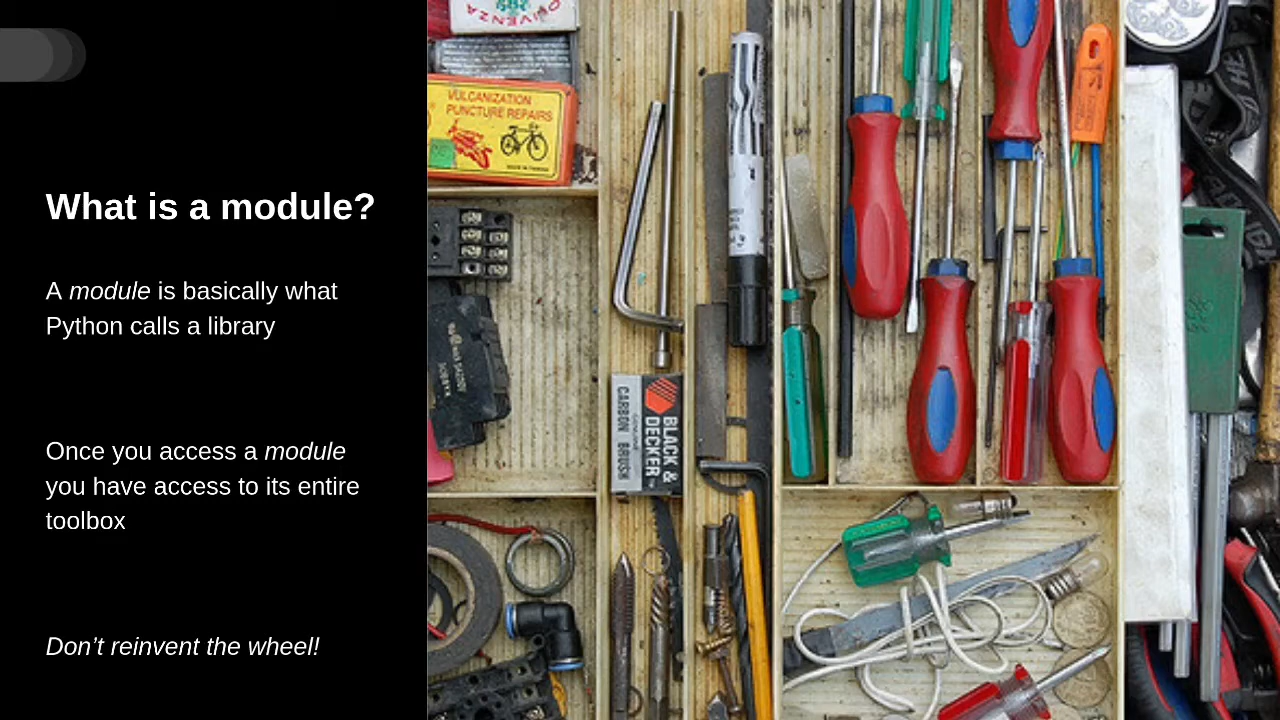 What is a module?
A module is basically what
Python calls a library
Once you access a module
you have access to its entire
toolbox
Don’t reinvent the wheel!
VULCANIZATION
PUNCTURE REPAIRS
BLACK &
DECKER
CARBON BRUSH